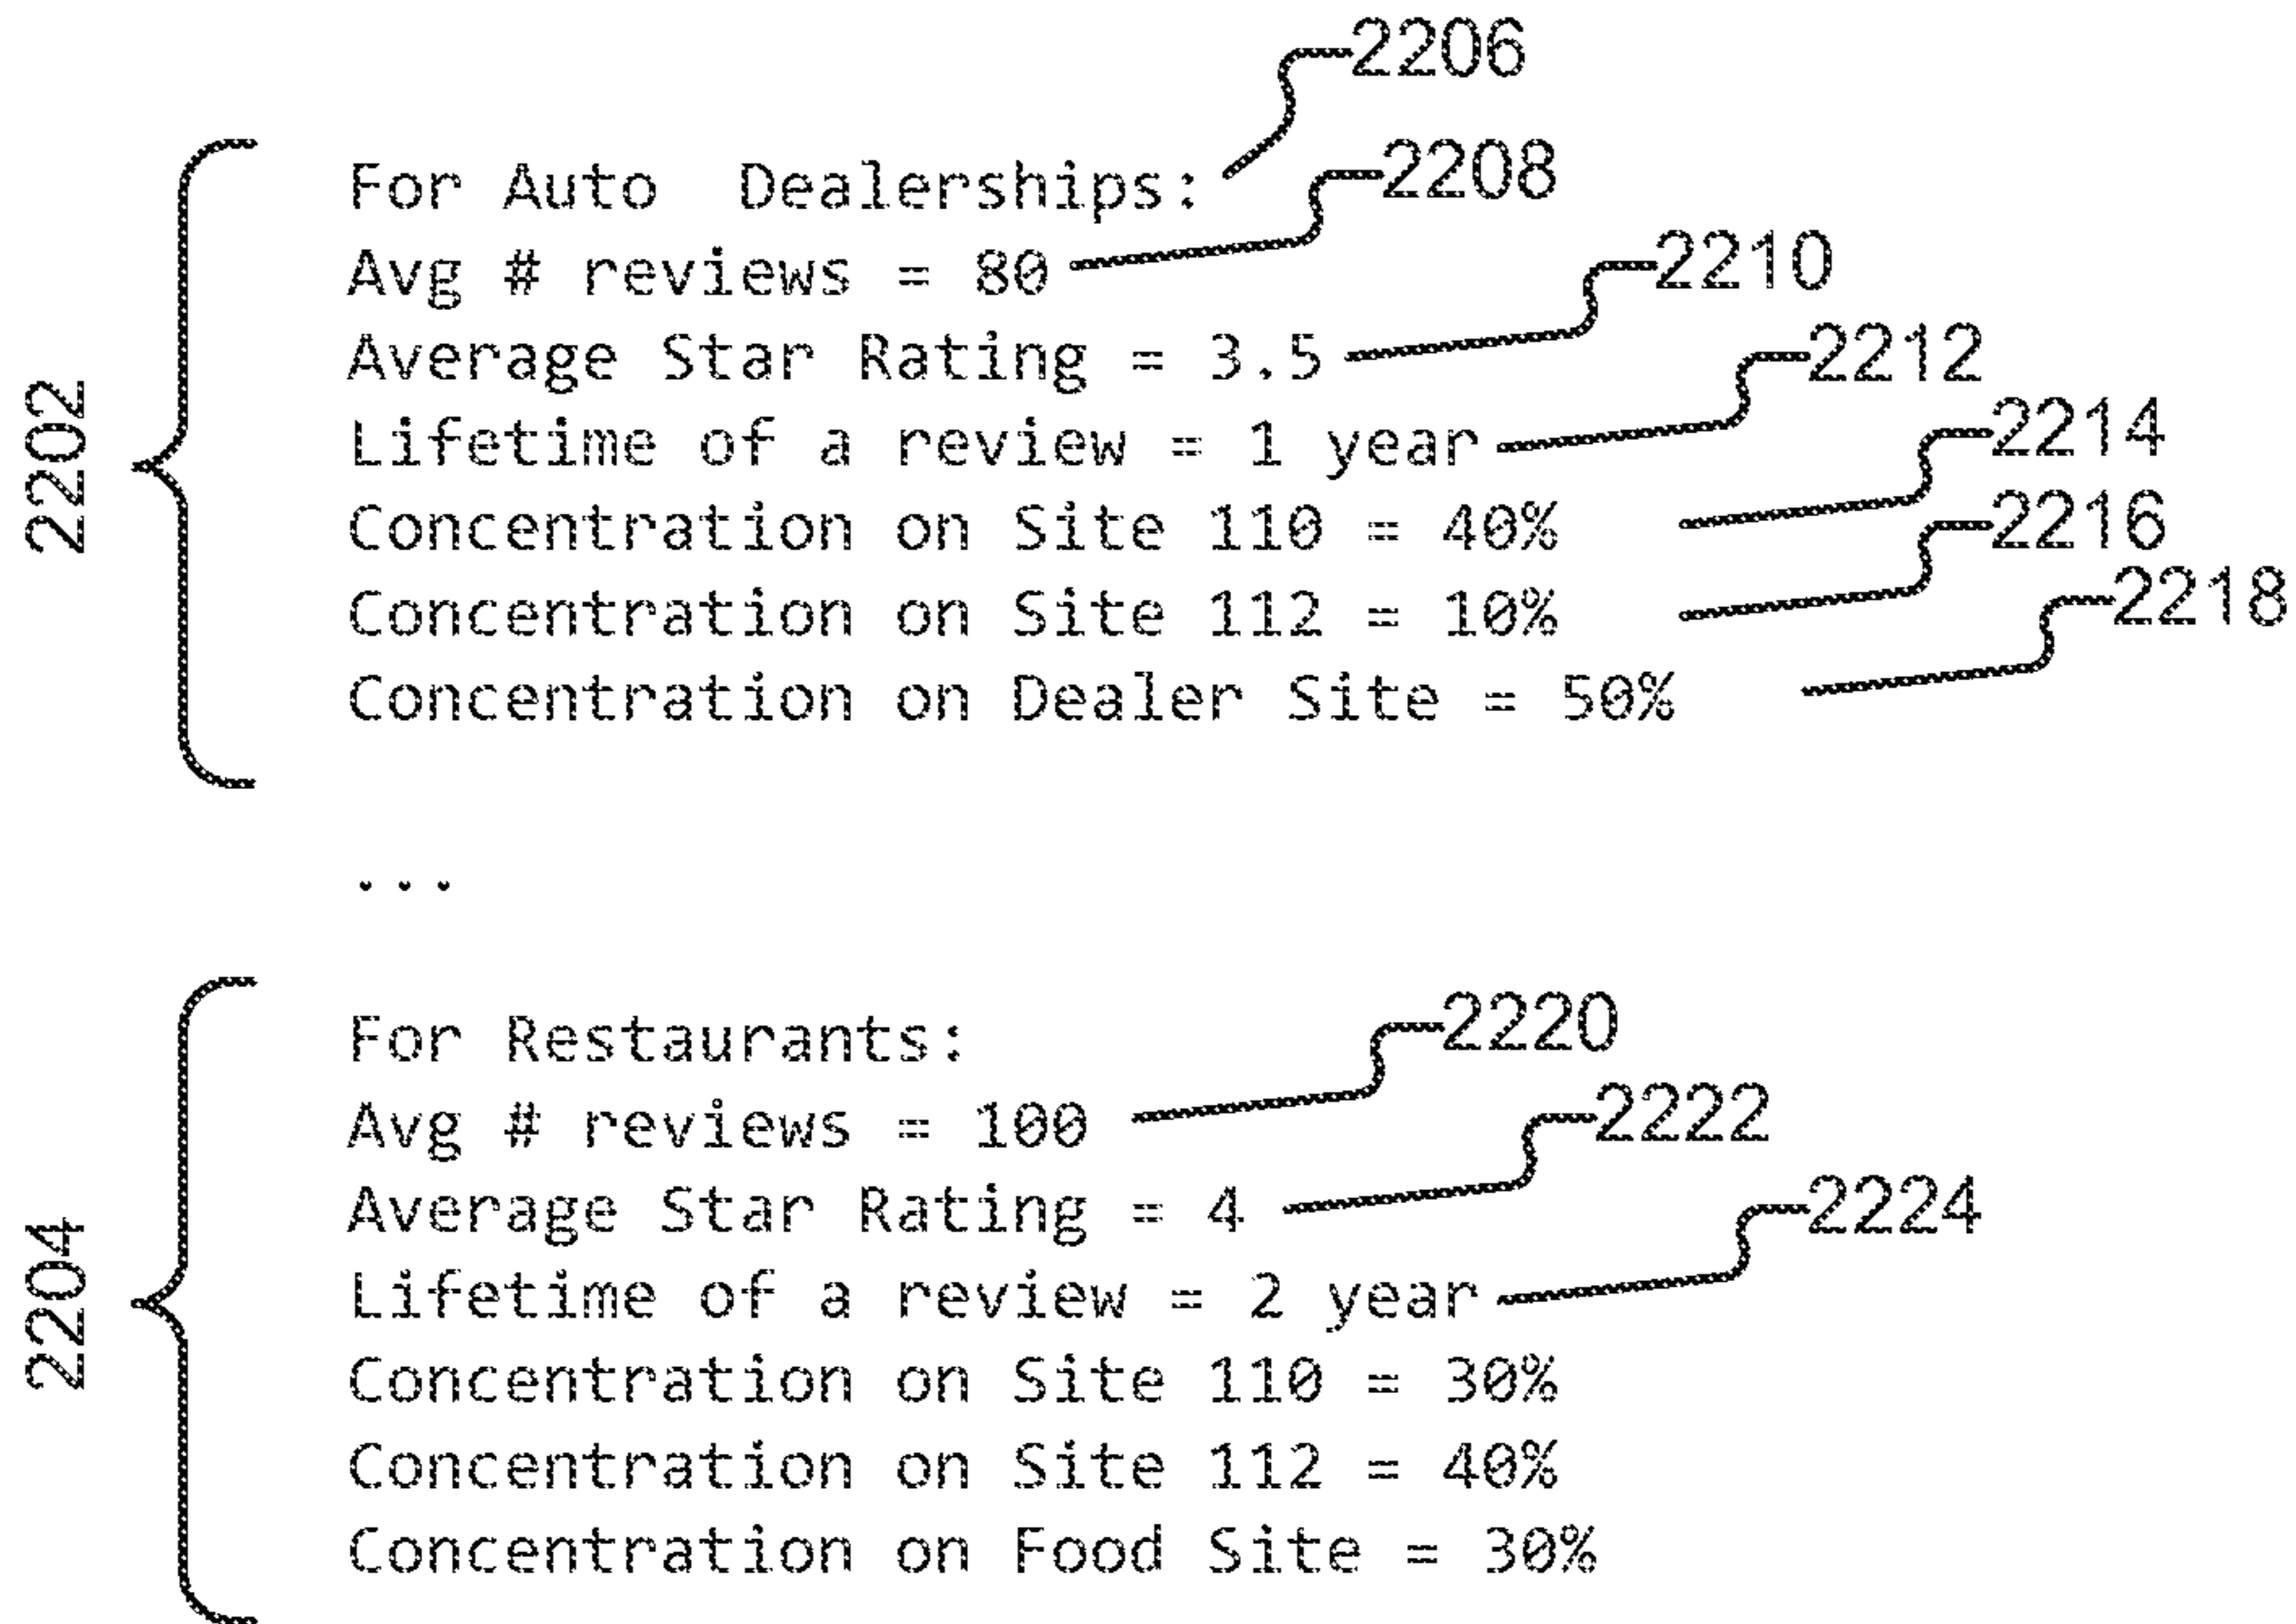 2206
For Auto  Dealerships:
2208
Avg # reviews = 80
2210
Average Star Rating = 3.5
2212
Lifetime of a review = 1 year
2214
Concentration on Site 110 = 40%
2216
Concentration on Site 112 = 10%
2218
Concentration on Dealer Site = 50%
2202
...
For Restaurants:
2220
Avg # reviews = 100
2222
Average Star Rating = 4
2224
Lifetime of a review = 2 year
Concentration on Site 110 = 30%
Concentration on Site 112 = 40%
Concentration on Food Site = 30%
2204